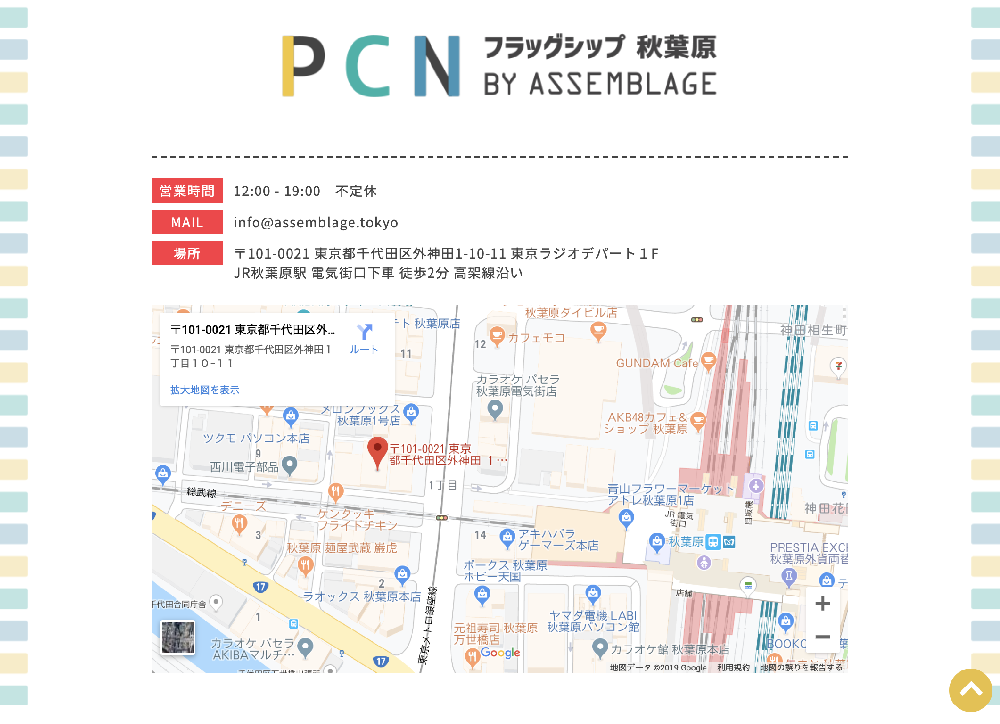 PCN フラッグシップ 秋葉原
BY ASSEMBLAGE
営業時間 12:00 - 19:00　不定休
MAIL info@assemblage.tokyo
場所 〒101-0021 東京都千代田区外神田1-10-11 東京ラジオデパート１F
JR秋葉原駅 電気街口下車 徒歩2分 高架線沿い
〒101-0021 東京都千代田区外...
〒101-0021 東京都千代田区外神田１
丁目１０−１１
ルート
拡大地図を表示
秋葉原店
11
12
カフェモコ
秋葉原ダイビル店
神田相生町
GUNDAM Cafe
カラオケ パセラ
秋葉原電気街店
メロンブックス
秋葉原1号店
AKB48カフェ&
ショップ 秋葉原
ツクモ パソコン本店
9
西川電子部品
〒101-0021 東京
都千代田区外神田 １…
1丁目
総武線
デニーズ
ケンタッキー
フライドチキン
青山フラワーマーケット
アトレ秋葉原1店
JR 電気
街口
自販機
神田花
3
14
アキハバラ
ゲーマーズ本店
秋葉原
秋葉原 麺屋武蔵 巌虎
PRESTIA EXC
秋葉原外貨両替
ボークス 秋葉原
ホビー天国
2
17
ラオックス 秋葉原本店
店舗
千代田合同庁舎
1
東京メトロ銀座線
ヤマダ電機 LABI
秋葉原パソコン館
元祖寿司 秋葉原
万世橋店
カラオケ パセラ
AKIBAマルチ…
17
カラオケ館 秋葉原本店
BOOKO
Google
地図データ ©2019 Google
利用規約
地図の誤りを報告する